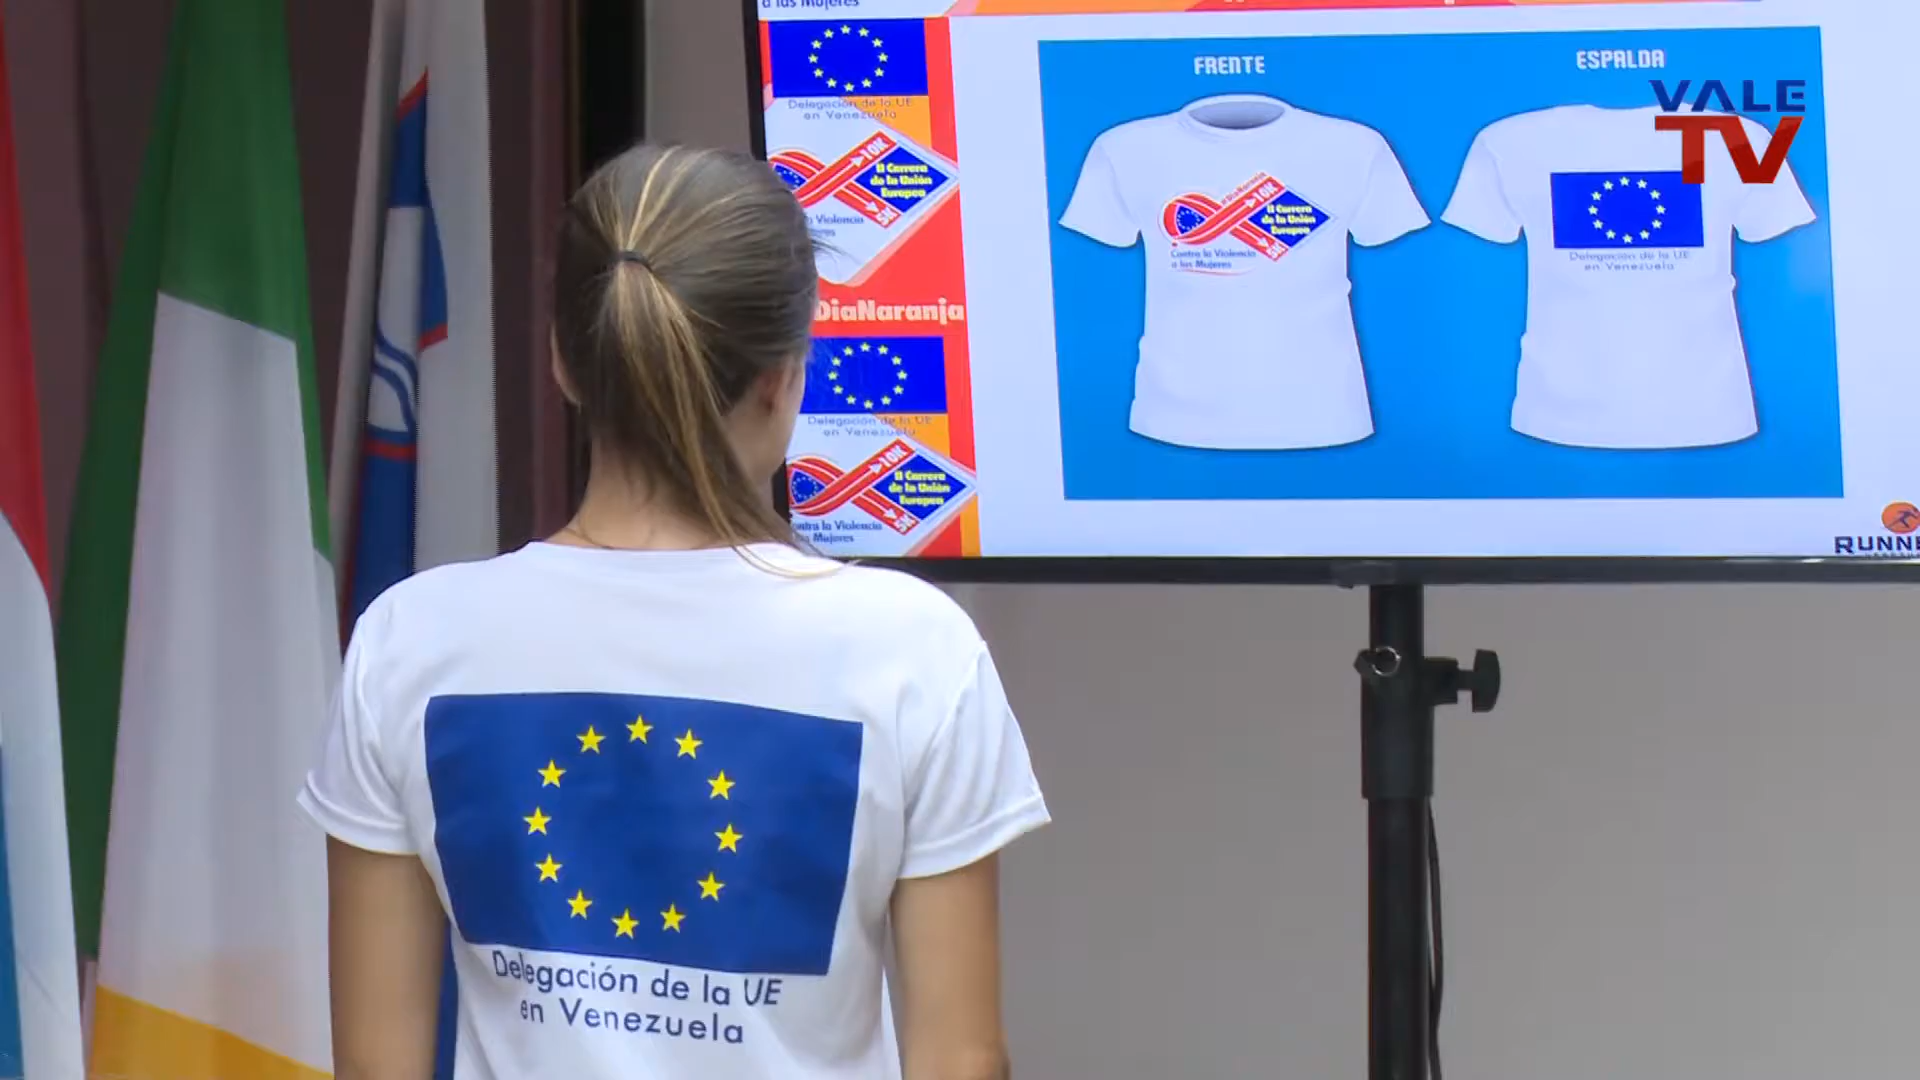 a las Mujeres
Delegación de la UE
en Venezuela
10K
II Carrera
de la Unión
Europea
5K
a Violencia
DiaNaranja
Delegación de la UE
en Venezuela
10K
II Carrera
de la Unión
Europea
5K
ontra la Violencia
Mujeres
FRENTE
#DiaNaranja
10K
II Carrera
de la Unión
Europea
5K
Contra la Violencia
a las Mujeres
ESPALDA
Delegación de la UE
en Venezuela
VALE
TV
RUNNE
Delegación de la UE
en Venezuela